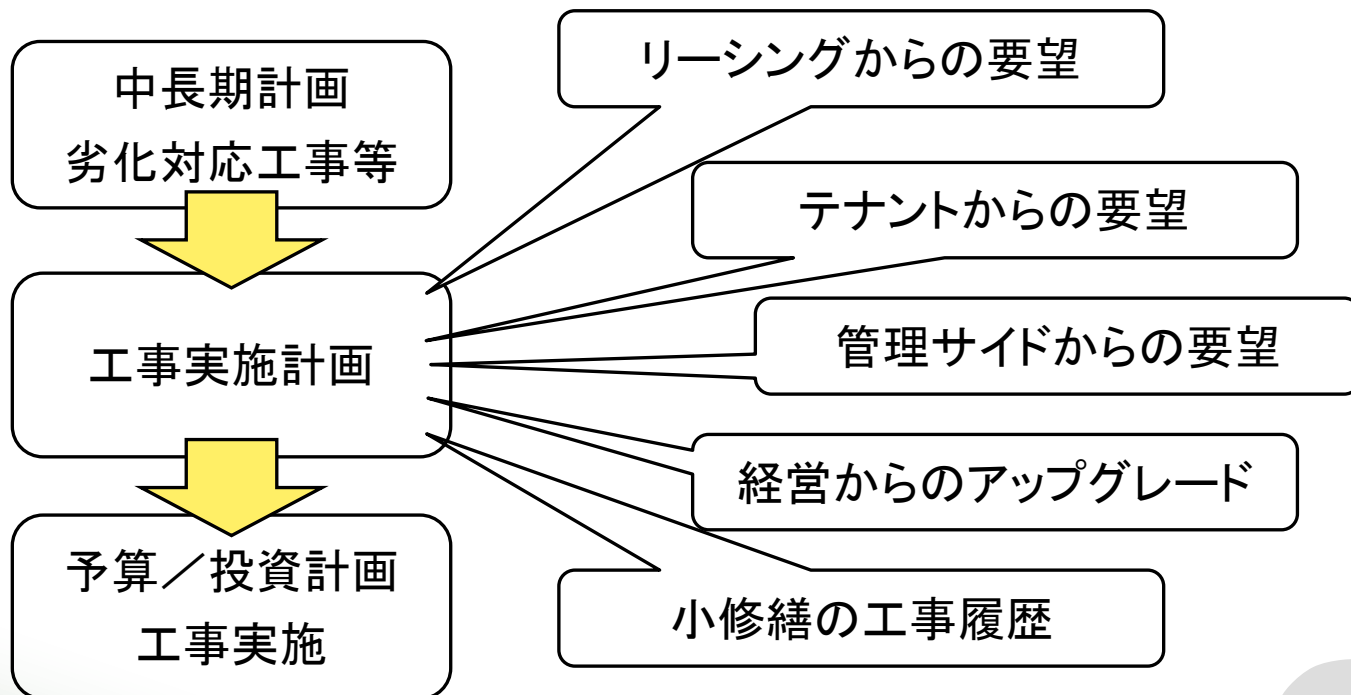 中長期計画
劣化対応工事等
工事実施計画
予算／投資計画
工事実施
リーシングからの要望
テナントからの要望
管理サイドからの要望
経営からのアップグレード
小修繕の工事履歴